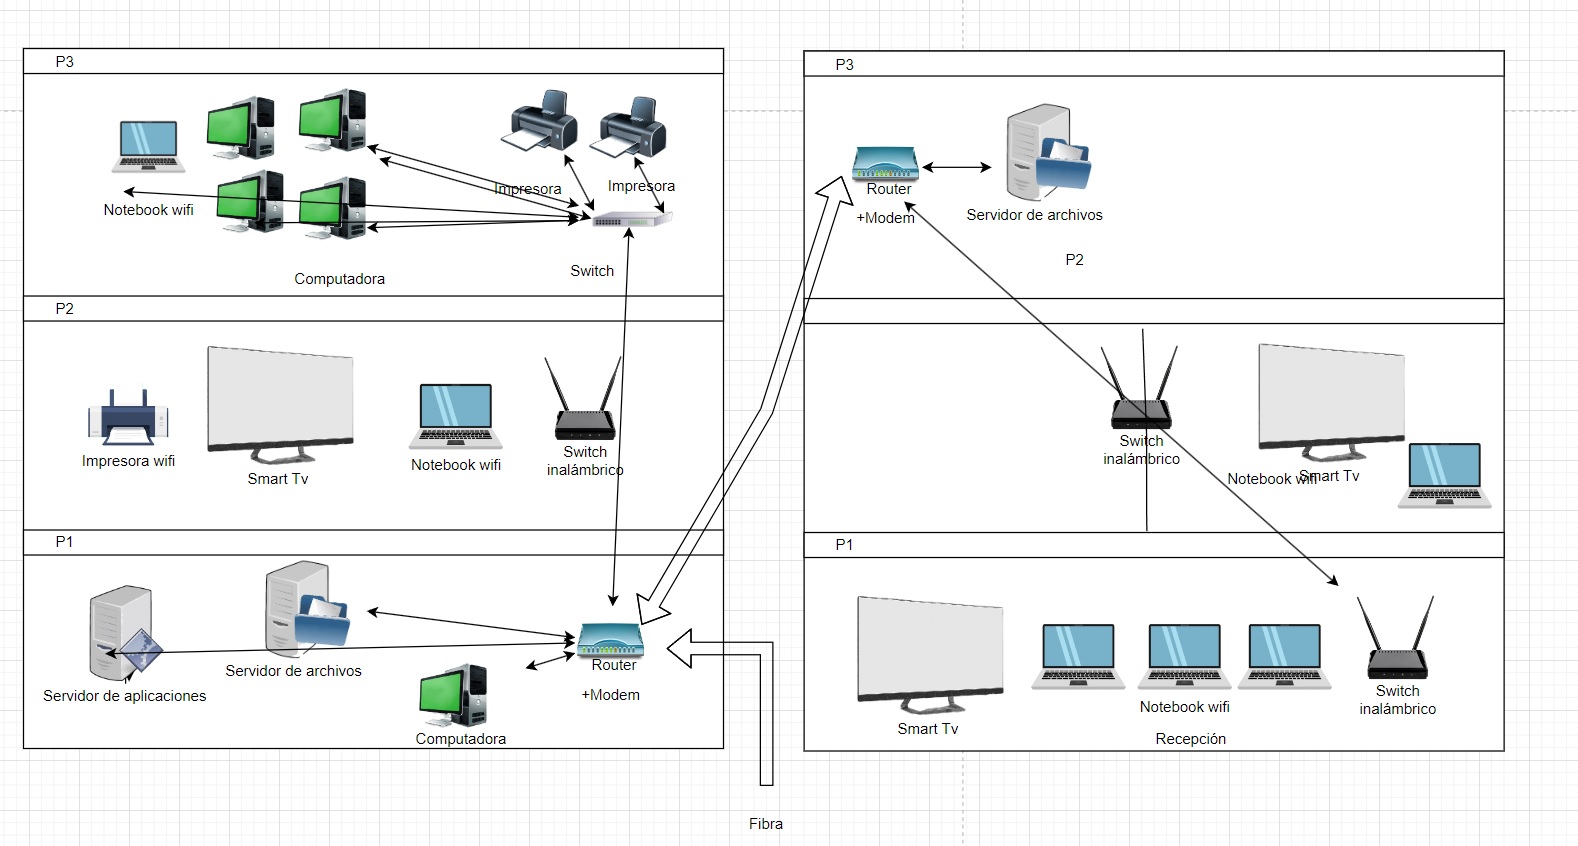 P3
Notebook wifi
Impresora
Impresora
Switch
Computadora
P2
Impresora wifi
Smart Tv
Notebook wifi
Switch
inalámbrico
P1
Servidor de aplicaciones
Servidor de archivos
Computadora
Router
+Modem
P3
Router
+Modem
Servidor de archivos
P2
Switch
inalámbrico
Notebook wifi
Smart Tv
P1
Smart Tv
Notebook wifi
Recepción
Switch
inalámbrico
Fibra